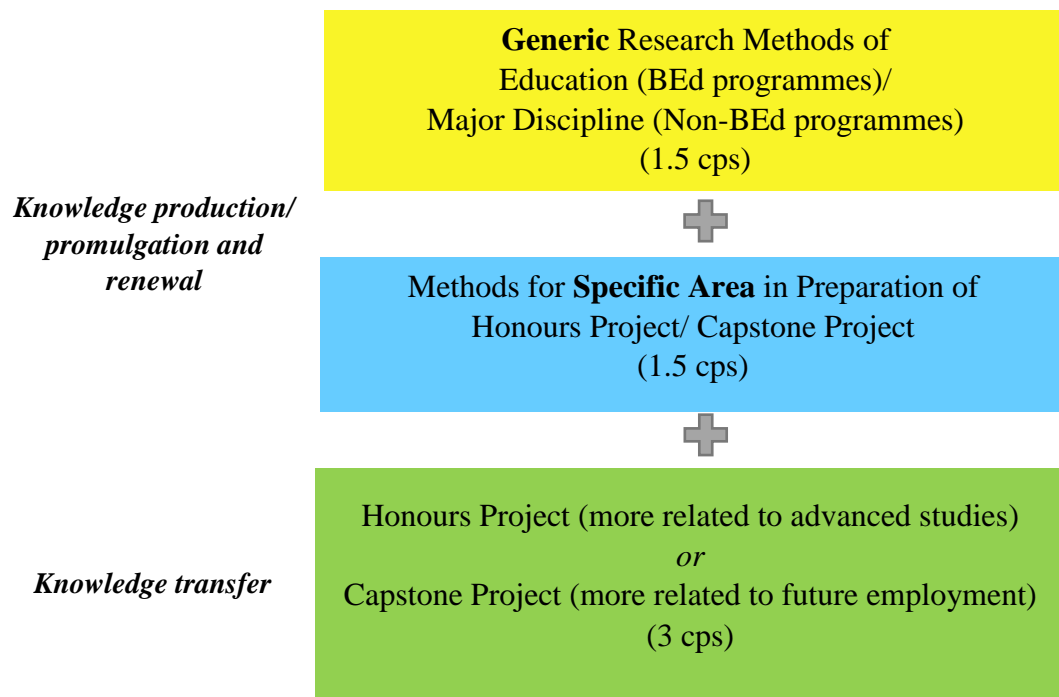 Generic Research Methods of
Education (BEd programmes)/
Major Discipline (Non-BEd programmes)
(1.5 cps)
Knowledge production/
promulgation and
renewal
Methods for Specific Area in Preparation of
Honours Project/ Capstone Project
(1.5 cps)
Knowledge transfer
Honours Project (more related to advanced studies)
or
Capstone Project (more related to future employment)
(3 cps)